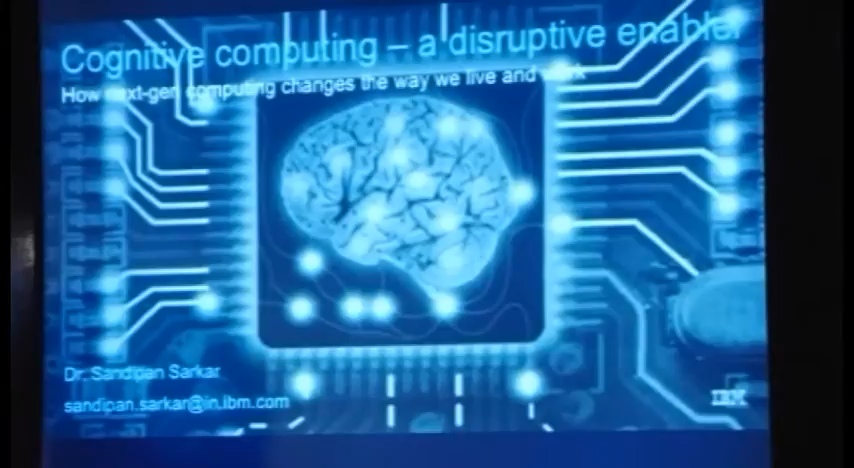 Cognitive computing – a disruptive enabler
How next-gen computing changes the way we live and work
Dr. Sandipan Sarkar
sandipan.sarkar@in.ibm.com
IBM